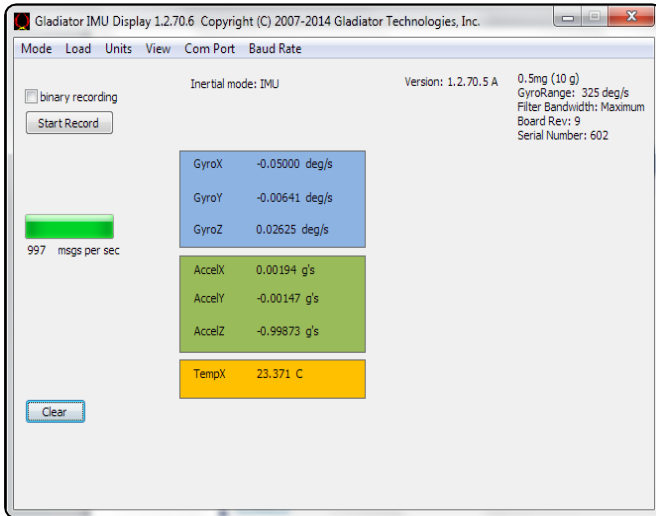 Gladiator IMU Display 1.2.70.6 Copyright (C) 2007-2014 Gladiator Technologies, Inc.
Mode Load Units View Com Port Baud Rate
binary recording
Start Record
Inertial mode: IMU
Version: 1.2.70.5 A
0.5mg (10 g)
GyroRange: 325 deg/s
Filter Bandwidth: Maximum
Board Rev: 9
Serial Number: 602
GyroX -0.05000 deg/s
GyroY -0.00641 deg/s
GyroZ 0.02625 deg/s
997 msgs per sec
AccelX 0.00194 g's
AccelY -0.00147 g's
AccelZ -0.99873 g's
TempX 23.371 C
Clear